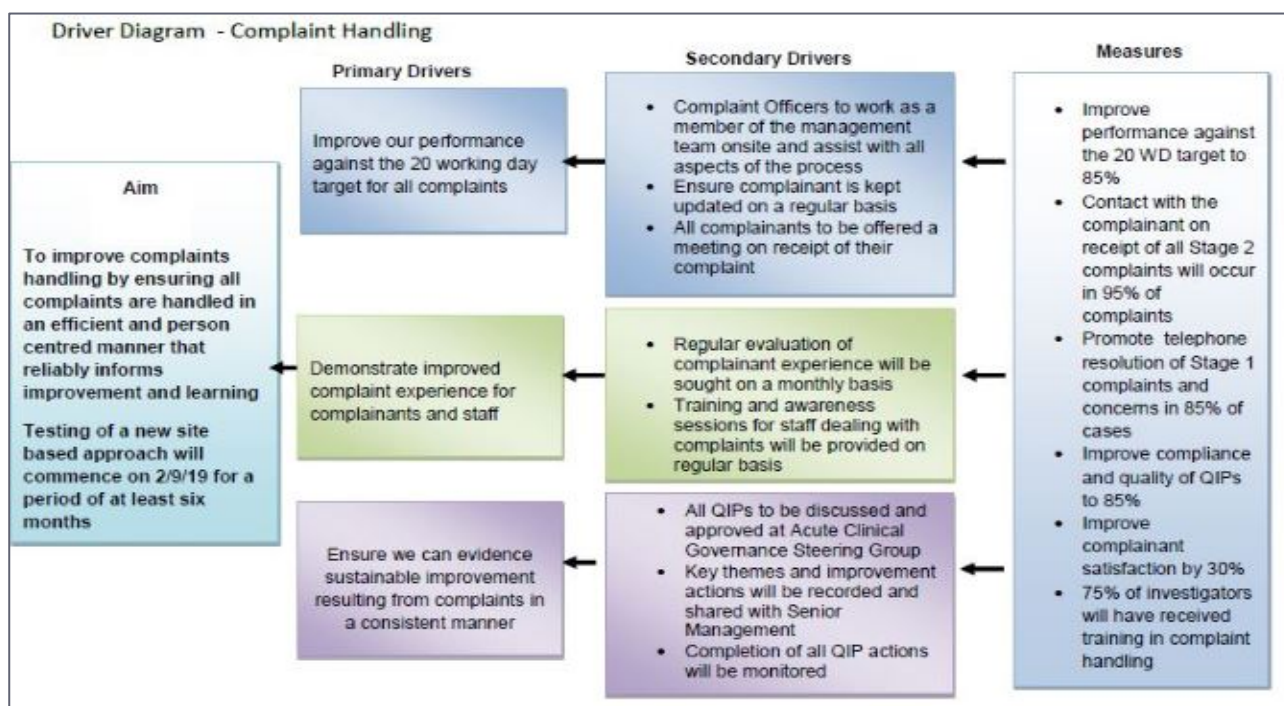 Driver Diagram - Complaint Handling
Aim
To improve complaints
handling by ensuring all
complaints are handled in
an efficient and person
centred manner that
reliably informs
improvement and learning
Testing of a new site
based approach will
commence on 2/9/19 for a
period of at least six
months
Primary Drivers
Improve our performance
against the 20 working day
target for all complaints
Demonstrate improved
complaint experience for
complainants and staff
Ensure we can evidence
sustainable improvement
resulting from complaints in
a consistent manner
Secondary Drivers
• Complaint Officers to work as a
member of the management
team onsite and assist with all
aspects of the process
• Ensure complainant is kept
updated on a regular basis
• All complainants to be offered a
meeting on receipt of their
complaint
• Regular evaluation of
complainant experience will be
sought on a monthly basis
• Training and awareness
sessions for staff dealing with
complaints will be provided on
regular basis
• All QIPs to be discussed and
approved at Acute Clinical
Governance Steering Group
• Key themes and improvement
actions will be recorded and
shared with Senior
Management
• Completion of all QIP actions
will be monitored
Measures
• Improve
performance against
the 20 WD target to
85%
• Contact with the
complainant on
receipt of all Stage 2
complaints will occur
in 95% of
complaints
• Promote telephone
resolution of Stage 1
complaints and
concerns in 85% of
cases
• Improve compliance
and quality of QIPs
to 85%
• Improve
complainant
satisfaction by 30%
• 75% of investigators
will have received
training in complaint
handling